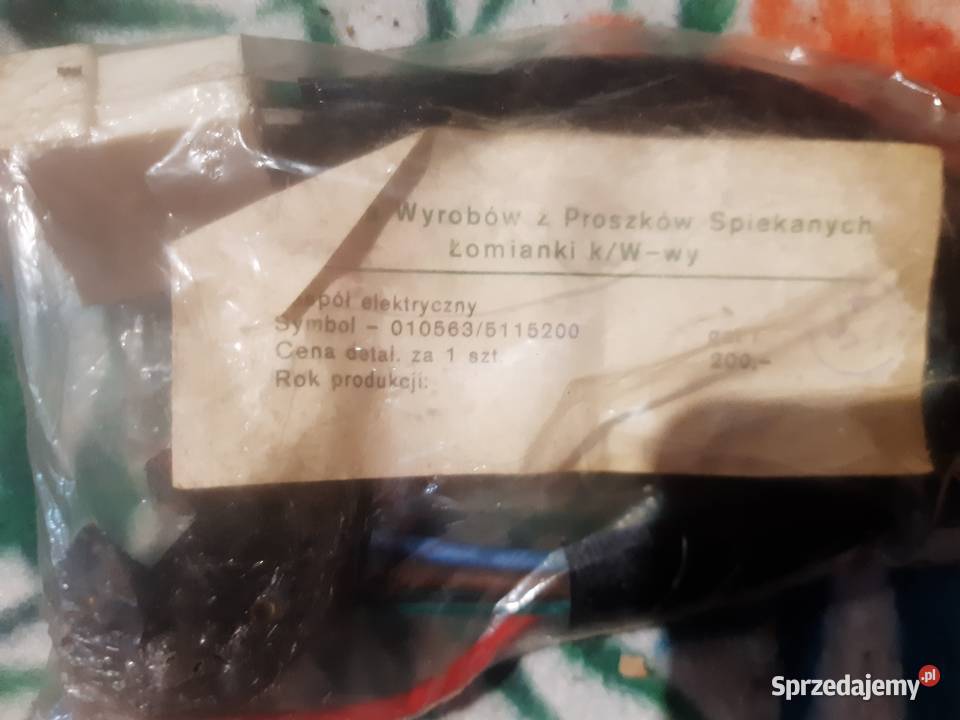 Wyrobów z Proszków Spiekanych
Łomianki k/W-wy
elektryczny
Symbol - 010563/5115200
Cena detal. za 1 szt. 200,-
Rok produkcji:
Sprzedajemy.pl